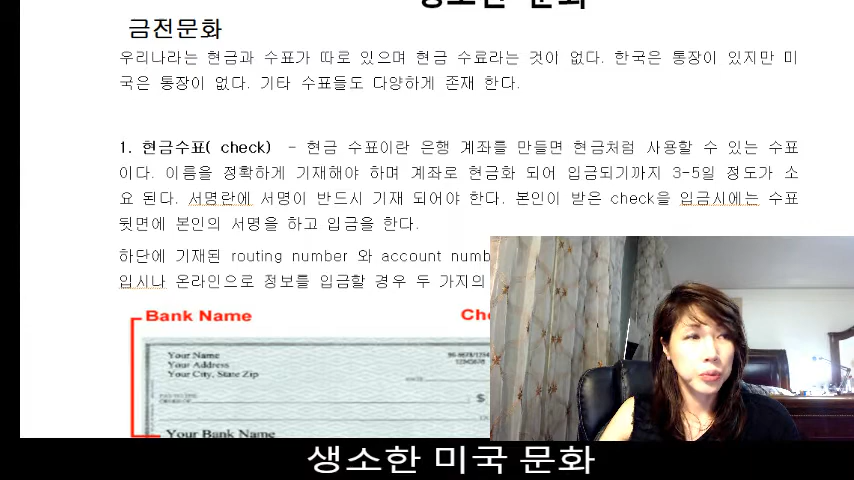 금전문화
우리나라는 현금과 수표가 따로 있으며 현금 수료라는 것이 없다. 한국은 통장이 있지만 미
국은 통장이 없다. 기타 수표들도 다양하게 존재 한다.
1. 현금수표( check) - 현금 수표이란 은행 계좌를 만들면 현금처럼 사용할 수 있는 수표
이다. 이름을 정확하게 기재해야 하며 계좌로 현금화 되어 입금되기까지 3-5일 정도가 소
요 된다. 서명란에 서명이 반드시 기재 되어야 한다. 본인이 받은 check을 입금시에는 수표
뒷면에 본인의 서명을 하고 입금을 한다.
하단에 기재된 routing number 와 account numb
입시나 온라인으로 정보를 입금할 경우 두 가지의
Bank Name
Your Name
Your Address
Your City, State Zip
$
Your Bank Name
생소한 미국 문화